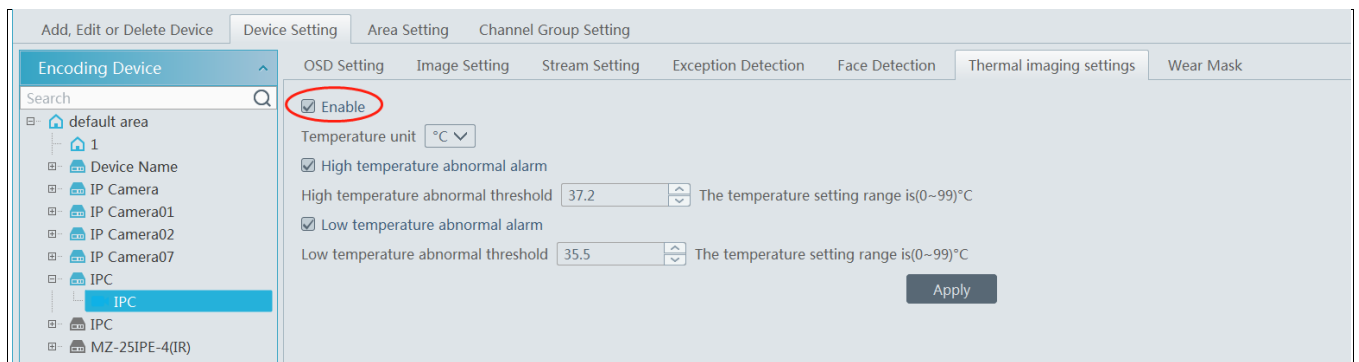 Add, Edit or Delete Device Device Setting Area Setting Channel Group Setting
Encoding Device
Search
default area
1
Device Name
IP Camera
IP Camera01
IP Camera02
IP Camera07
IPC
IPC
IPC
MZ-25IPE-4(IR)
OSD Setting Image Setting Stream Setting Exception Detection Face Detection Thermal imaging settings Wear Mask
Enable
Temperature unit °C
High temperature abnormal alarm
High temperature abnormal threshold 37.2 The temperature setting range is(0~99)°C
Low temperature abnormal alarm
Low temperature abnormal threshold 35.5 The temperature setting range is(0~99)°C
Apply